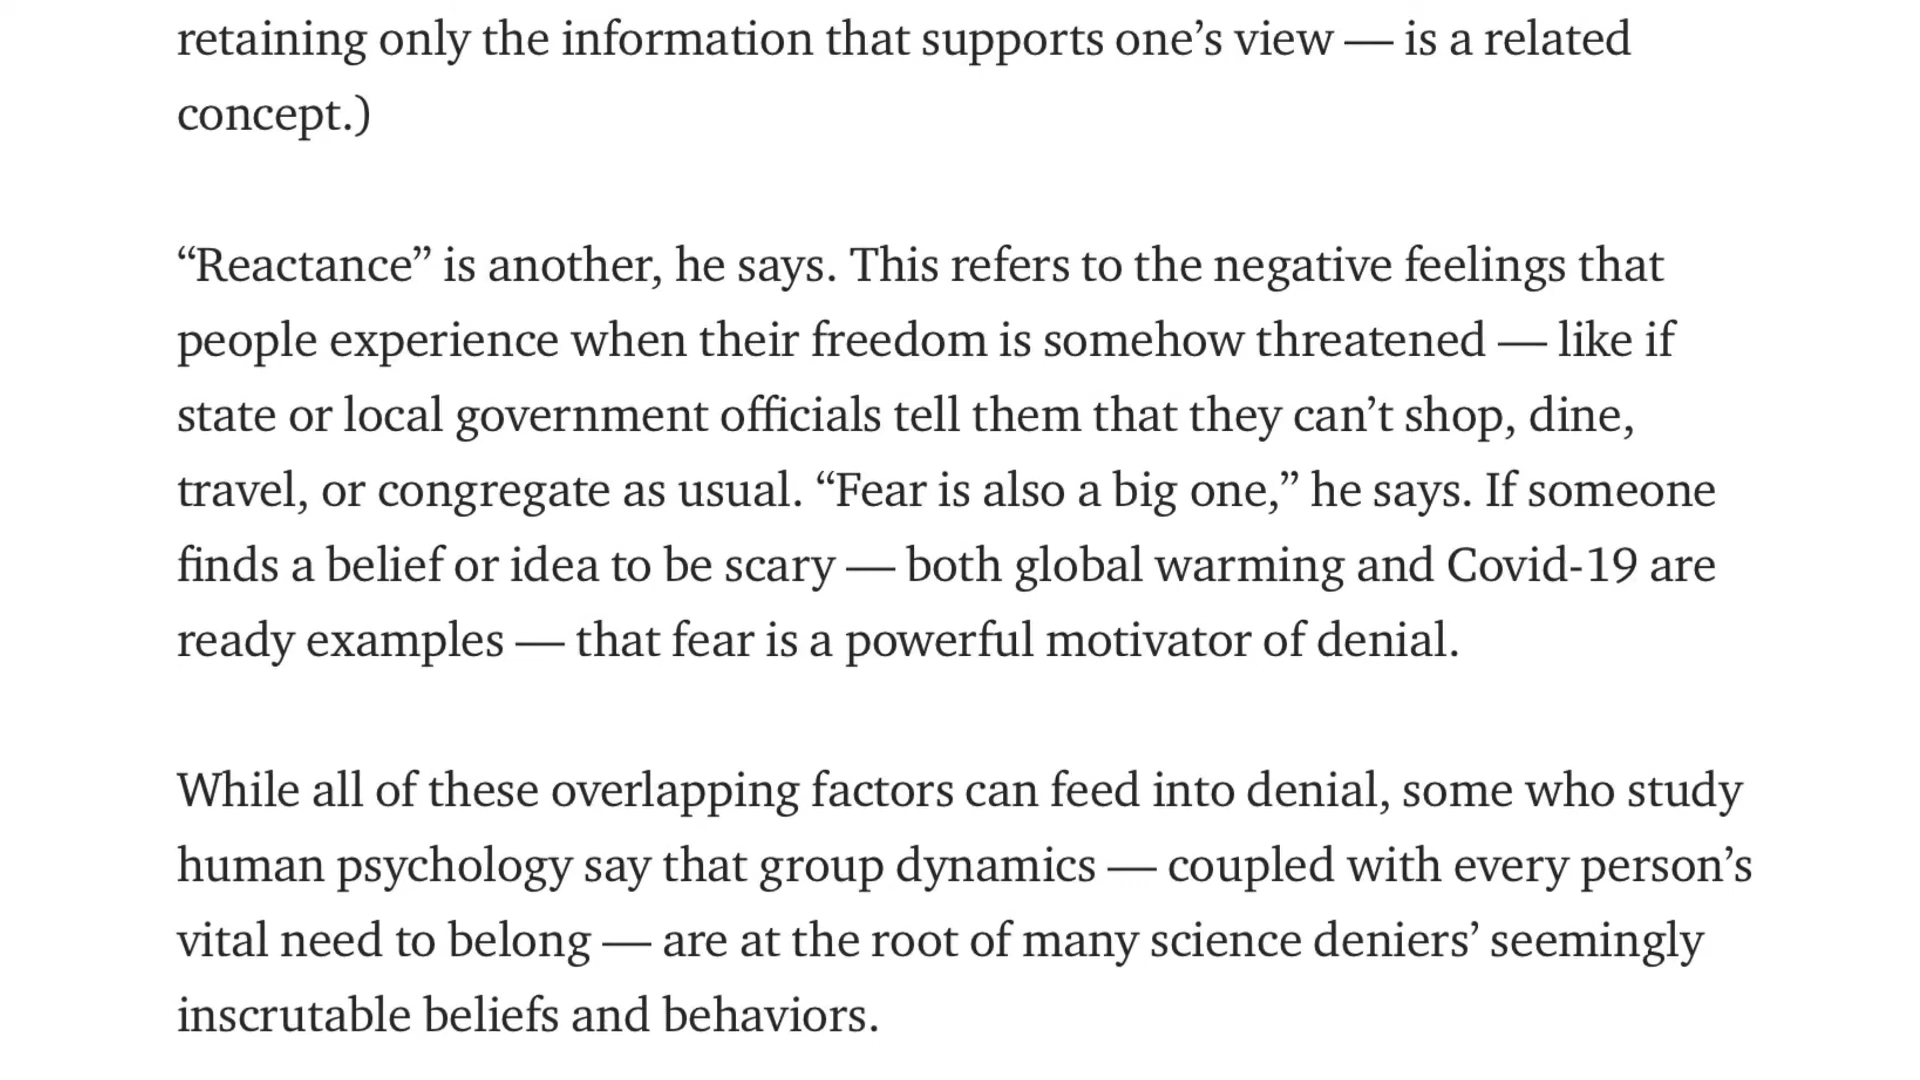 retaining only the information that supports one’s view — is a related
concept.)
“Reactance” is another, he says. This refers to the negative feelings that
people experience when their freedom is somehow threatened — like if
state or local government officials tell them that they can’t shop, dine,
travel, or congregate as usual. “Fear is also a big one,” he says. If someone
finds a belief or idea to be scary — both global warming and Covid-19 are
ready examples — that fear is a powerful motivator of denial.
While all of these overlapping factors can feed into denial, some who study
human psychology say that group dynamics — coupled with every person’s
vital need to belong — are at the root of many science deniers’ seemingly
inscrutable beliefs and behaviors.